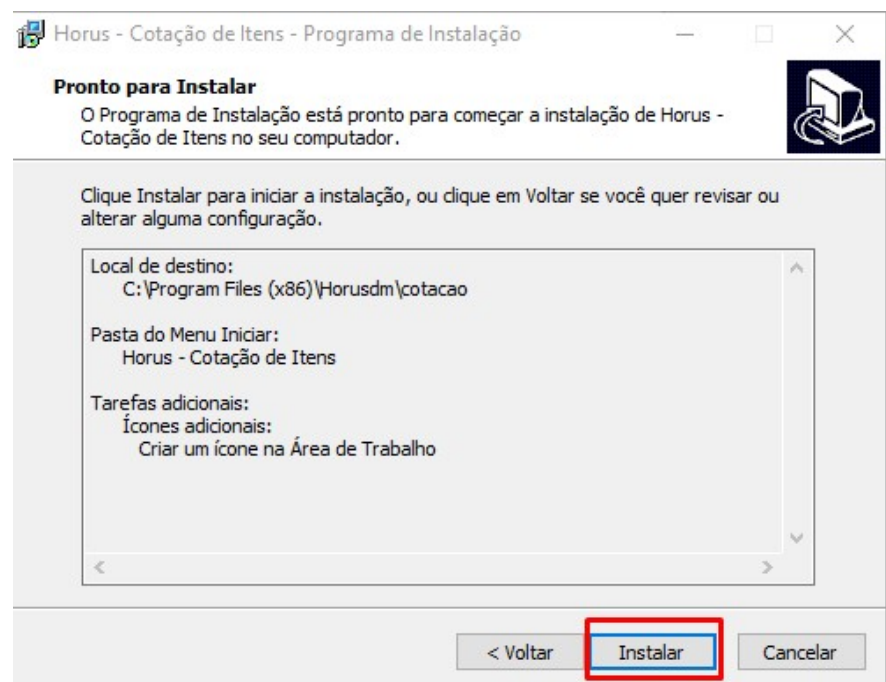 Horus - Cotação de Itens - Programa de Instalação
Pronto para Instalar
O Programa de Instalação está pronto para começar a instalação de Horus -
Cotação de Itens no seu computador.
Clique Instalar para iniciar a instalação, ou clique em Voltar se você quer revisar ou
alterar alguma configuração.
Local de destino:
C:\Program Files (x86)\Horusdm\cotacao
Pasta do Menu Iniciar:
Horus - Cotação de Itens
Tarefas adicionais:
Ícones adicionais:
Criar um ícone na Área de Trabalho
< Voltar
Instalar
Cancelar